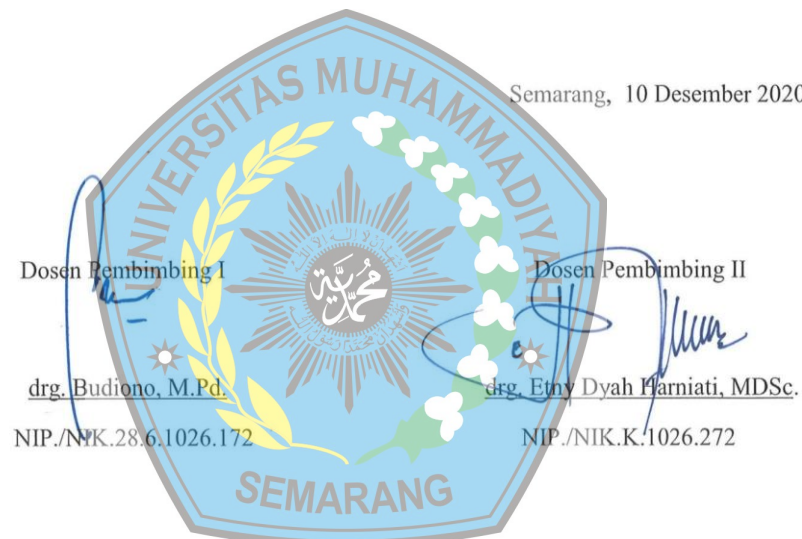 UNIVERSITAS MUHAMMADIYAH
Semarang, 10 Desember 2020
Dosen Pembimbing I
Dosen Pembimbing II
محمدية
drg. Budiono, M.Pd.
drg. Etny Dyah Harniati, MDSc.
NIP./NIK.28.6.1026.172
NIP./NIK.K.1026.272
SEMARANG